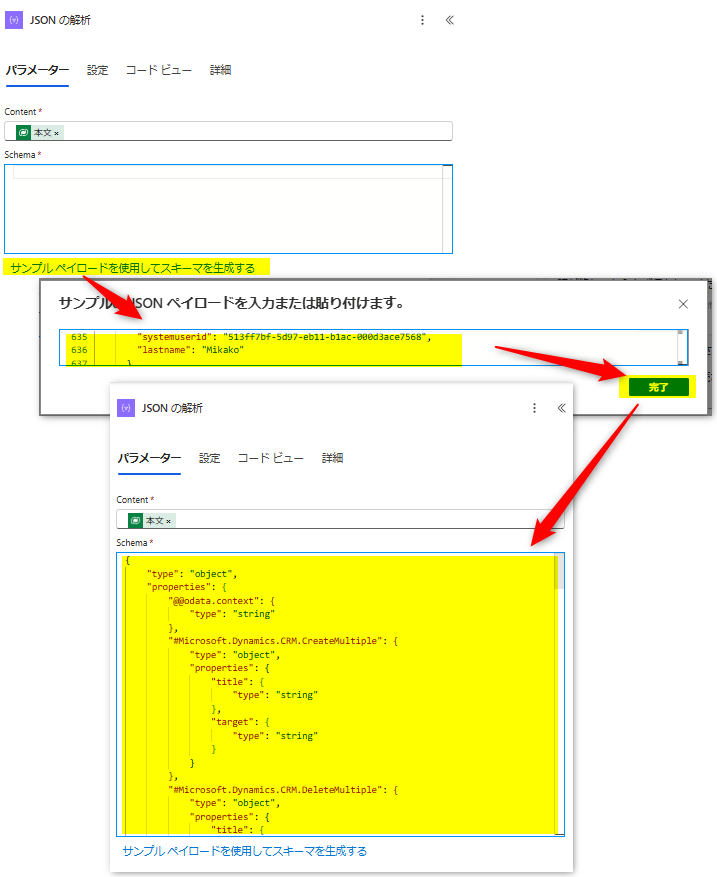 JSON の解析
パラメーター 設定 コード ビュー 詳細
Content *
本文 ×
Schema *
サンプル ペイロードを使用してスキーマを生成する
サンプル JSON ペイロードを入力または貼り付けます。
635 "systemuserid": "513ff7bf-5d97-eb11-b1ac-000d3ace7568",
636 "lastname": "Mikako"
637 }
完了
JSON の解析
パラメーター 設定 コード ビュー 詳細
Content *
本文 ×
Schema *
{
"type": "object",
"properties": {
"@@odata.context": {
"type": "string"
},
"#Microsoft.Dynamics.CRM.CreateMultiple": {
"type": "object",
"properties": {
"title": {
"type": "string"
},
"target": {
"type": "string"
}
}
},
"#Microsoft.Dynamics.CRM.DeleteMultiple": {
"type": "object",
"properties": {
"title": {
サンプル ペイロードを使用してスキーマを生成する